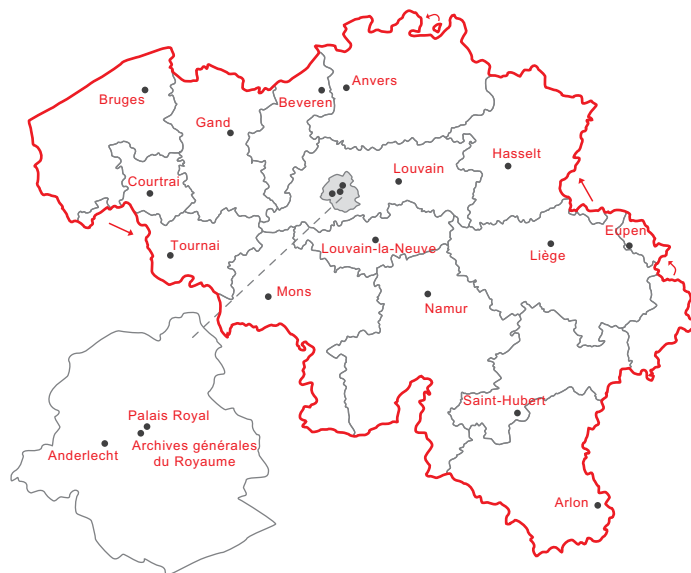 Anvers
Bruges
Beveren
Gand
Hasselt
Louvain
Courtrai
Tournai
Eupen
Louvain-la-Neuve
Liège
Mons
Namur
Saint-Hubert
Palais Royal
Anderlecht
Archives générales
du Royaume
Arlon